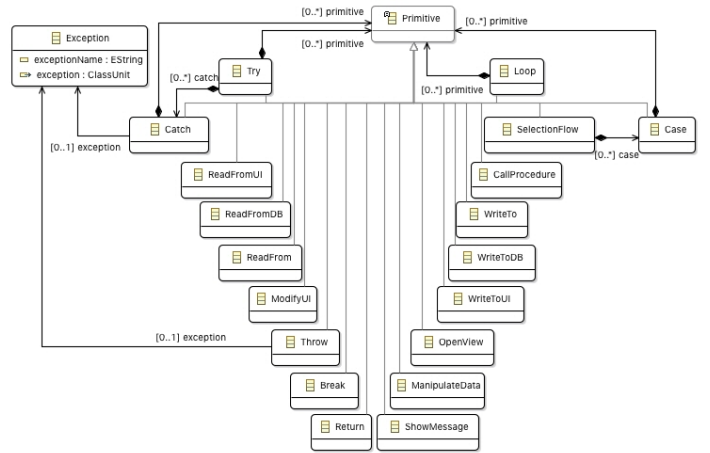 [0..*] primitive
Primitive
[0..*] primitive
Exception
exceptionName : EString
exception : ClassUnit
[0..*] primitive
Try
Loop
[0..*] catch
[0..*] primitive
Catch
SelectionFlow
Case
[0..1] exception
[0..*] case
ReadFromUI
CallProcedure
ReadFromDB
WriteTo
ReadFrom
WriteToDB
ModifyUI
WriteToUI
[0..1] exception
Throw
OpenView
Break
ManipulateData
Return
ShowMessage